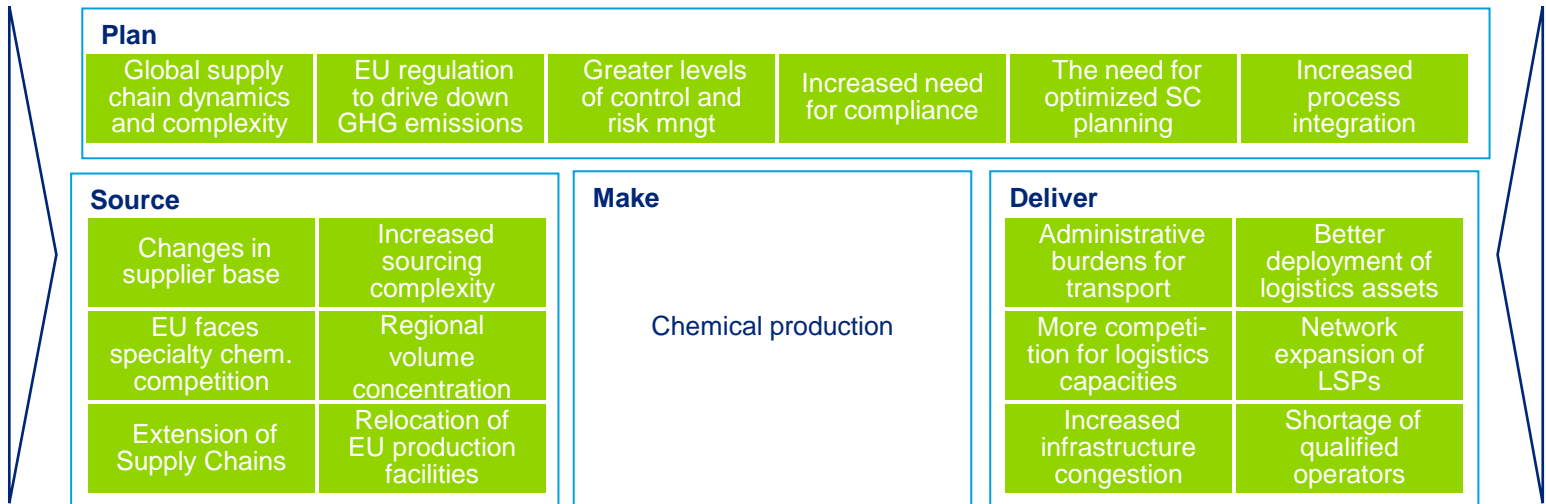 Plan
Global supply
chain dynamics
and complexity
EU regulation
to drive down
GHG emissions
Greater levels
of control and
risk mngt
Increased need
for compliance
The need for
optimized SC
planning
Increased
process
integration
Source
Changes in
supplier base
Increased
sourcing
complexity
EU faces
specialty chem.
competition
Regional
volume
concentration
Extension of
Supply Chains
Relocation of
EU production
facilities
Make
Chemical production
Deliver
Administrative
burdens for
transport
Better
deployment of
logistics assets
More competi-
tion for logistics
capacities
Network
expansion of
LSPs
Increased
infrastructure
congestion
Shortage of
qualified
operators